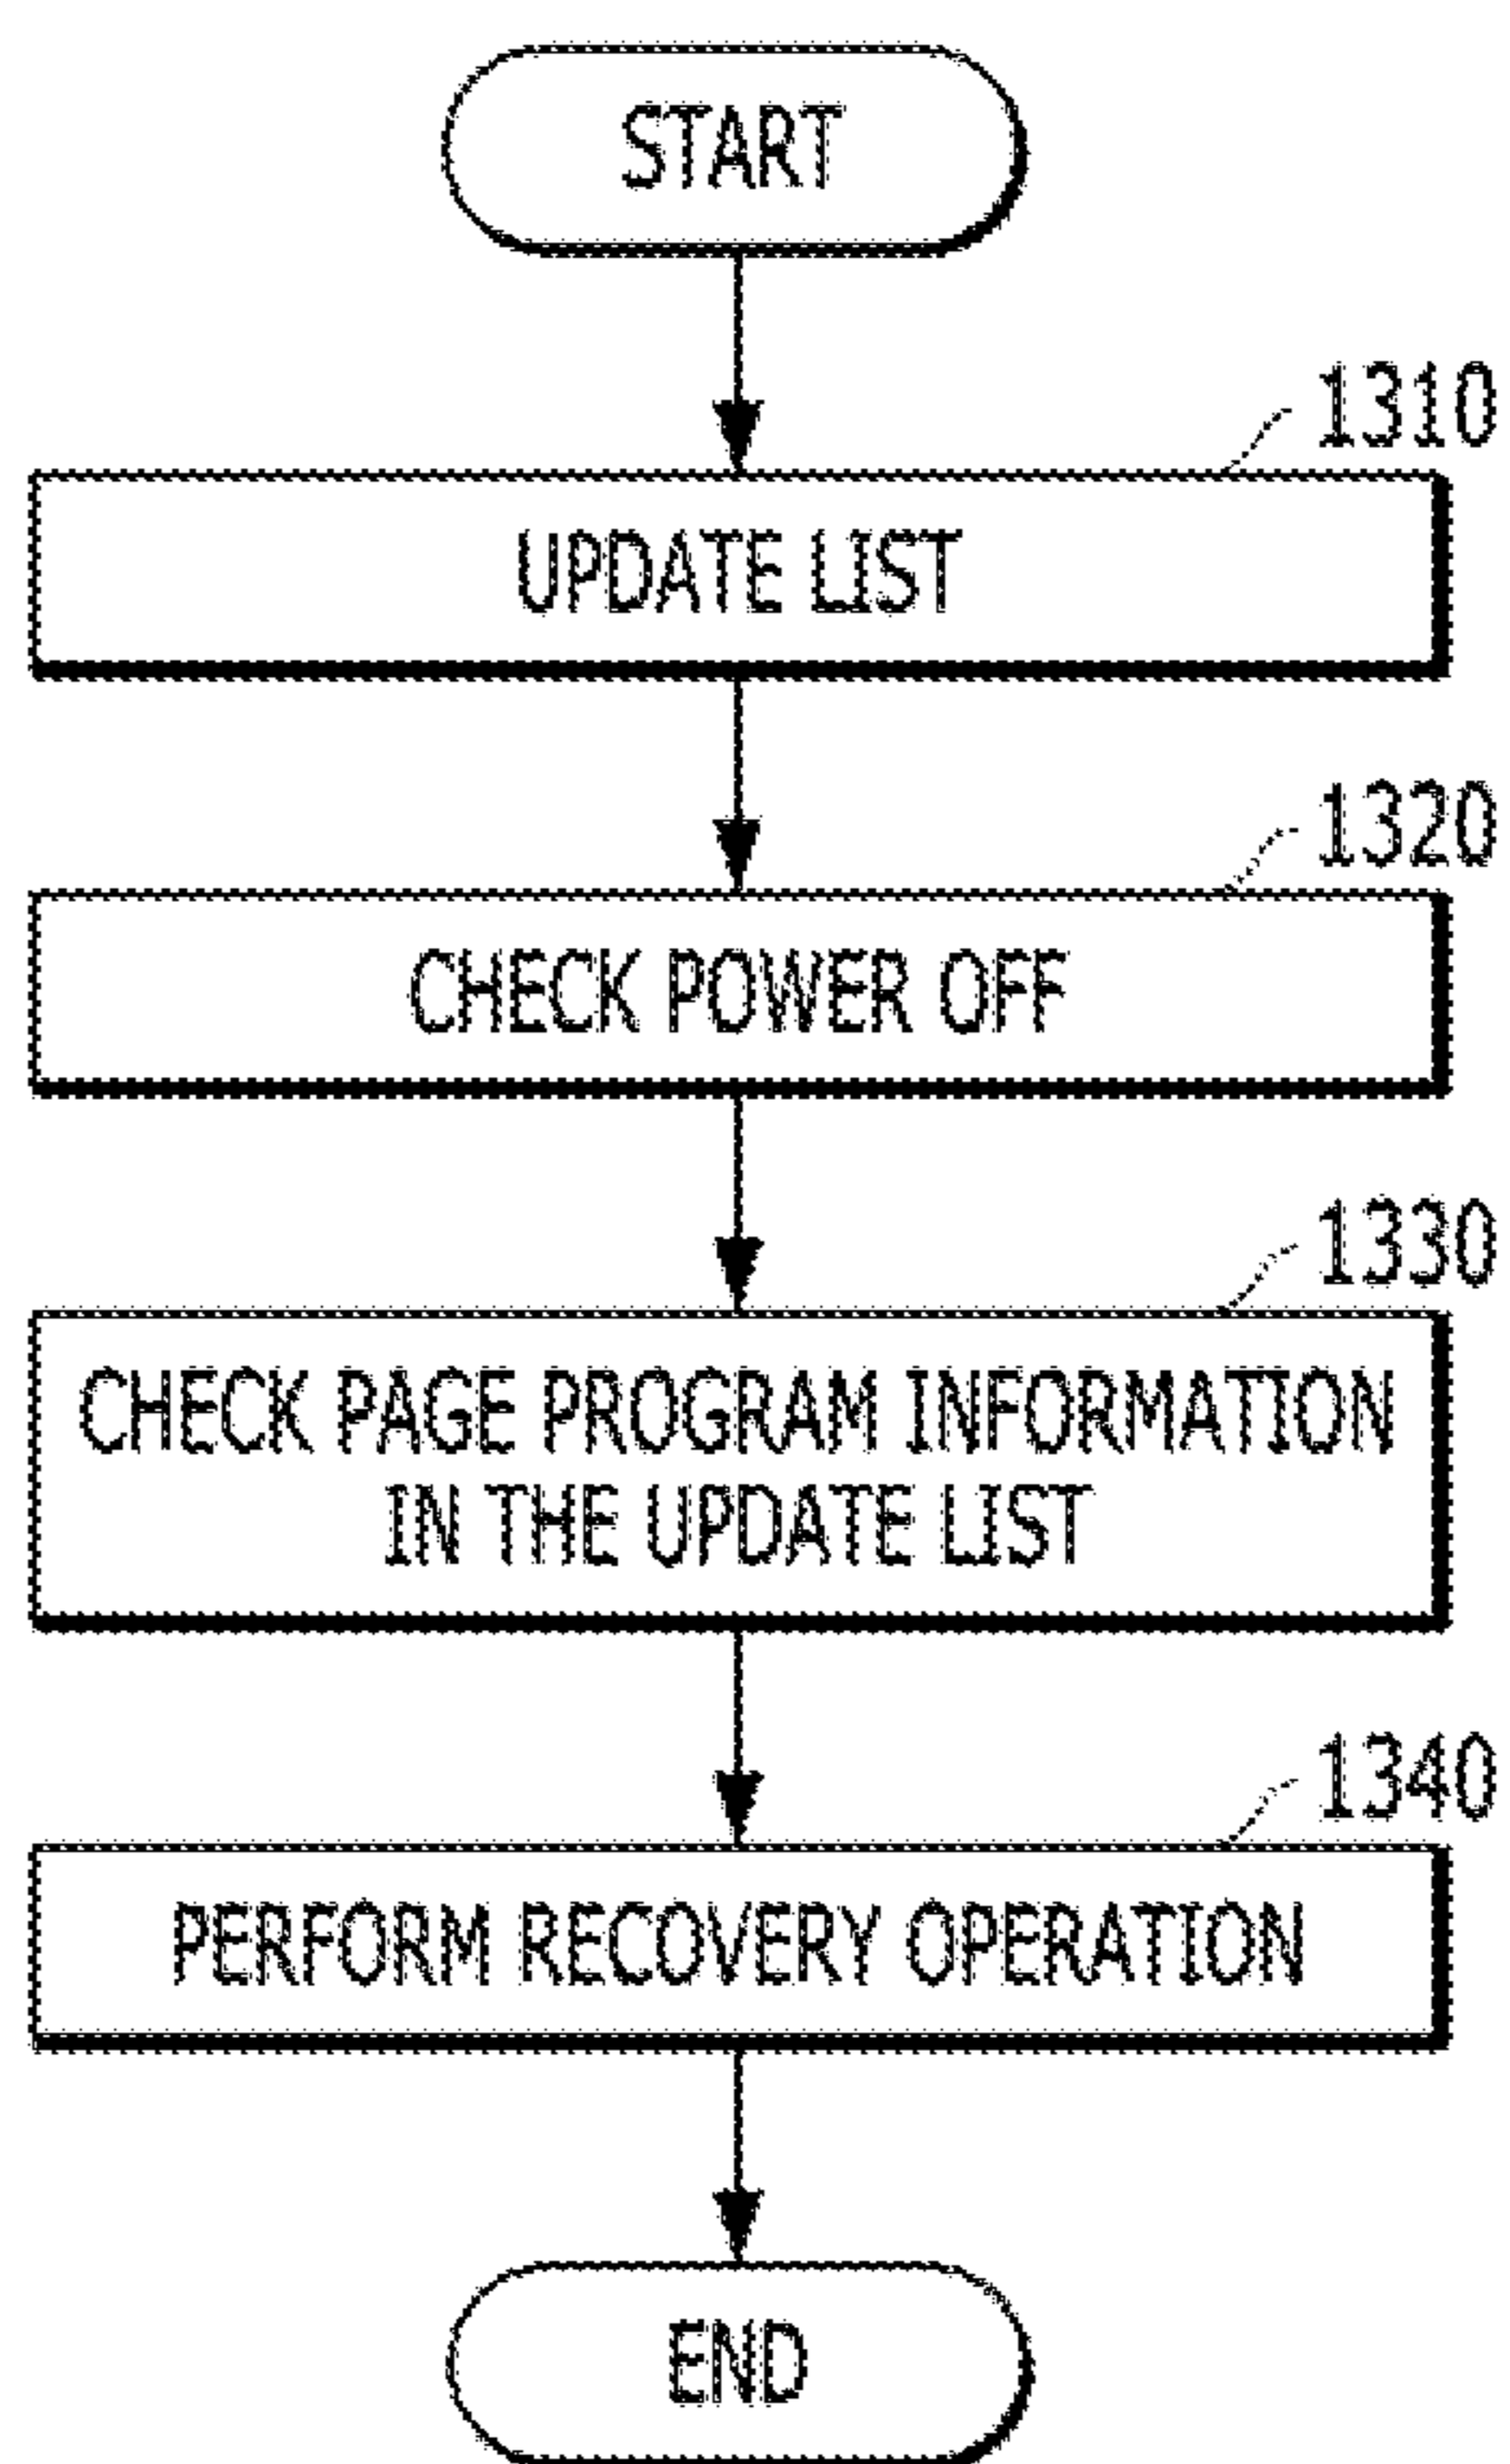 START
1310
UPDATE LIST
1320
CHECK POWER OFF
1330
CHECK PAGE PROGRAM INFORMATION
IN THE UPDATE LIST
1340
PERFORM RECOVERY OPERATION
END